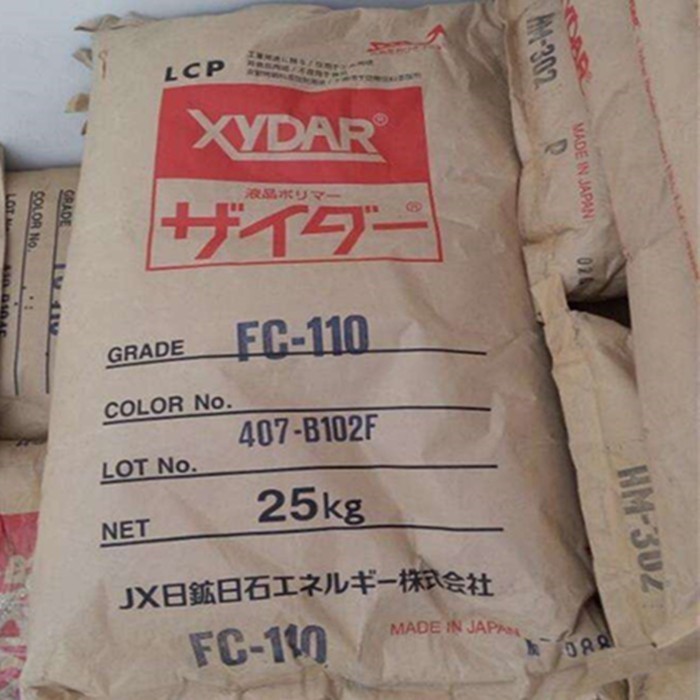 LCP
XYDAR®
液晶ポリマー
ザイダー®
GRADE FC-110
COLOR No.
407-B102F
LOT No.
NET 25kg
JX日鉱日石エネルギー株式会社
FC-110
MADE IN JAPAN
HM-302
MADE IN JAPAN
HM-302
GRADE
COLOR No.
LOT No.